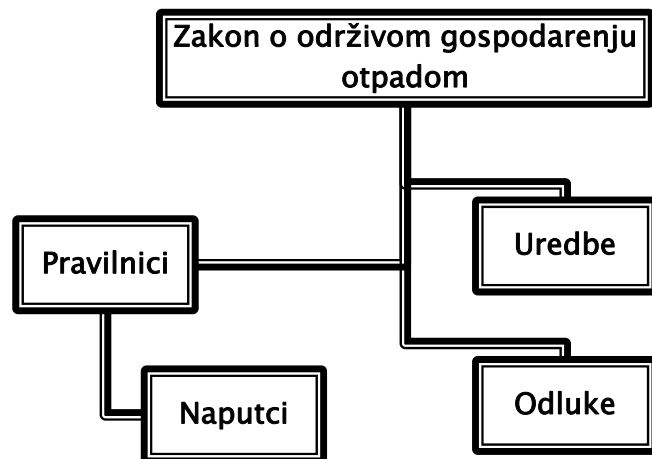 Zakon o održivom gospodarenju
otpadom
Uredbe
Pravilnici
Odluke
Naputci